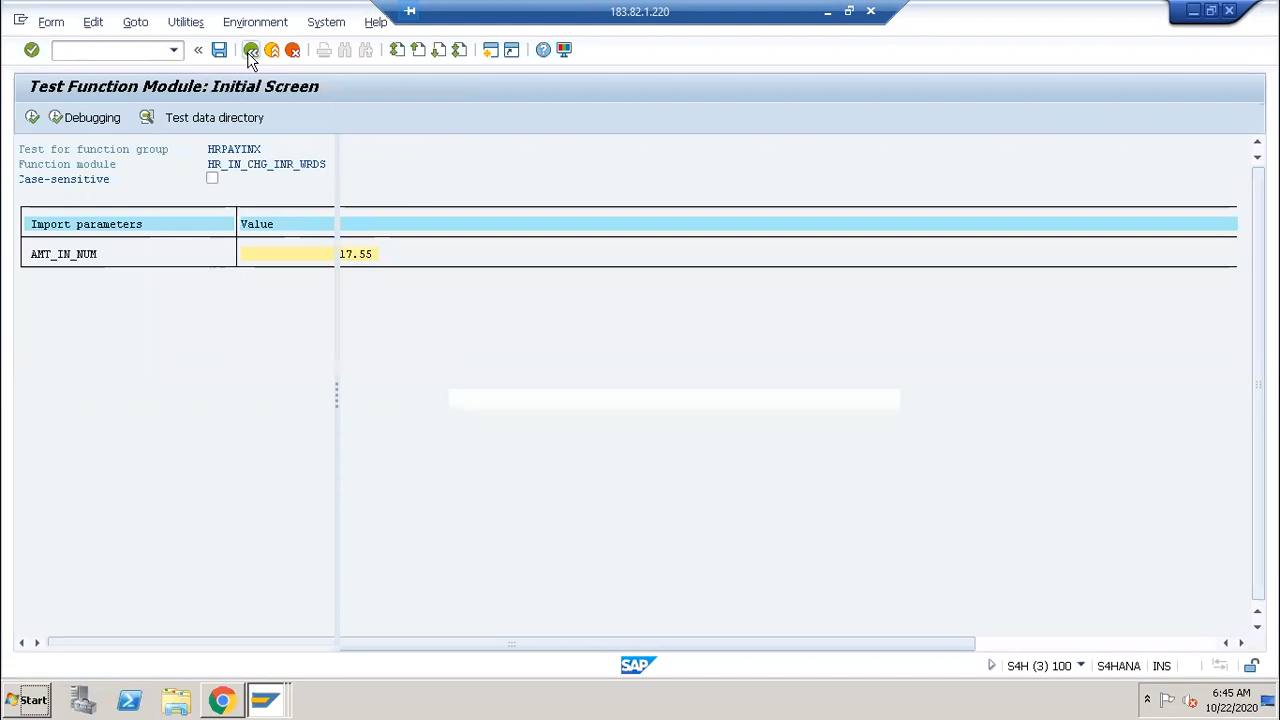 183.82.1.220
Form Edit Goto Utilities Environment System Help
Test Function Module: Initial Screen
Debugging Test data directory
Test for function group HRPAYINX
Function module HR_IN_CHG_INR_WRDS
Case-sensitive
Import parameters Value
AMT_IN_NUM 17.55
SAP
S4H (3) 100 S4HANA INS
Start 6:45 AM
10/22/2020